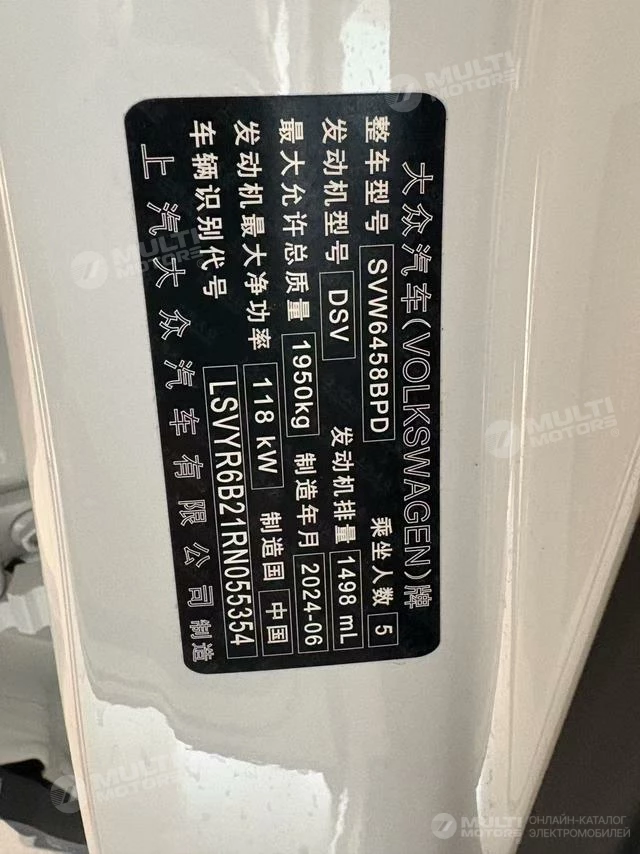 大众汽车(VOLKSWAGEN)牌
整车型号 SVW6458BPD 乘坐人数 5
发动机型号 DSV 发动机排量 1498 mL
最大允许总质量 1950kg 制造年月 2024-06
发动机最大净功率 118 kW 制造国 中国
车辆识别代号 LSVYR6B21RN055354
上汽大众汽车有限公司制造
MULTI
MOTORS
MULTI
MOTORS
MULTI
MOTORS
MULTI
MOTORS
MULTI
MOTORS
ОНЛАЙН-КАТАЛОГ
ЭЛЕКТРОМОБИЛЕЙ